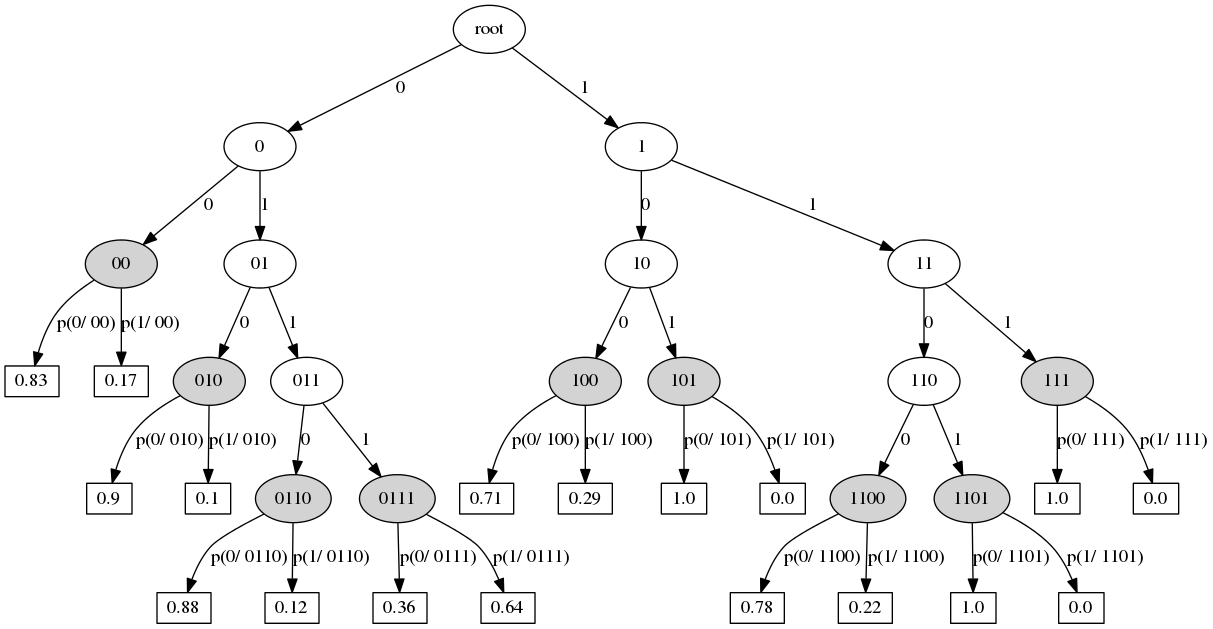 root
0 1
0 1
0 1 0 1
00 01 10 11
p(0/ 00) p(1/ 00) 0 1 0 1 0 1
0.83 0.17 010 011 100 101 110 111
p(0/ 010) p(1/ 010) 0 1 p(0/ 100) p(1/ 100) p(0/ 101) p(1/ 101) 0 1 p(0/ 111) p(1/ 111)
0.9 0.1 0110 0111 0.71 0.29 1.0 0.0 1100 1101 1.0 0.0
p(0/ 0110) p(1/ 0110) p(0/ 0111) p(1/ 0111) p(0/ 1100) p(1/ 1100) p(0/ 1101) p(1/ 1101)
0.88 0.12 0.36 0.64 0.78 0.22 1.0 0.0